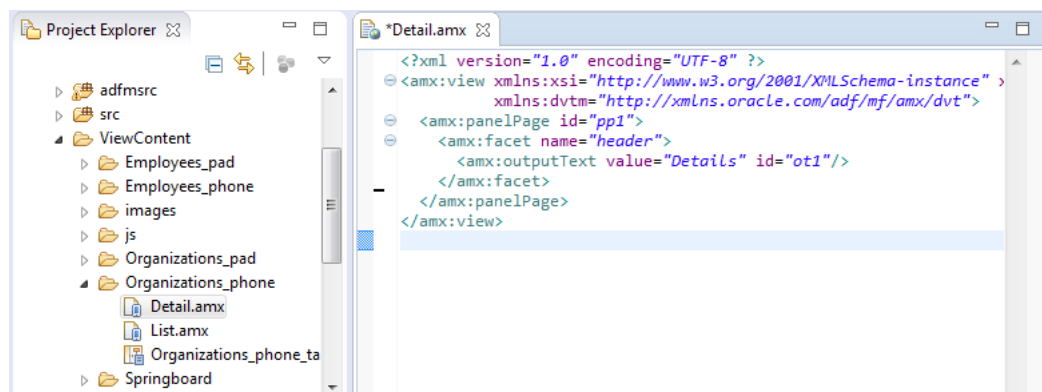 Project Explorer
adfmsrc
src
ViewContent
Employees_pad
Employees_phone
images
js
Organizations_pad
Organizations_phone
Detail.amx
List.amx
Organizations_phone_ta
Springboard
*Detail.amx
<?xml version="1.0" encoding="UTF-8" ?>
<amx:view xmlns:xsi="http://www.w3.org/2001/XMLSchema-instance" x
xmlns:dvtm="http://xmlns.oracle.com/adf/mf/amx/dvt">
<amx:panelPage id="pp1">
<amx:facet name="header">
<amx:outputText value="Details" id="ot1"/>
</amx:facet>
</amx:panelPage>
</amx:view>